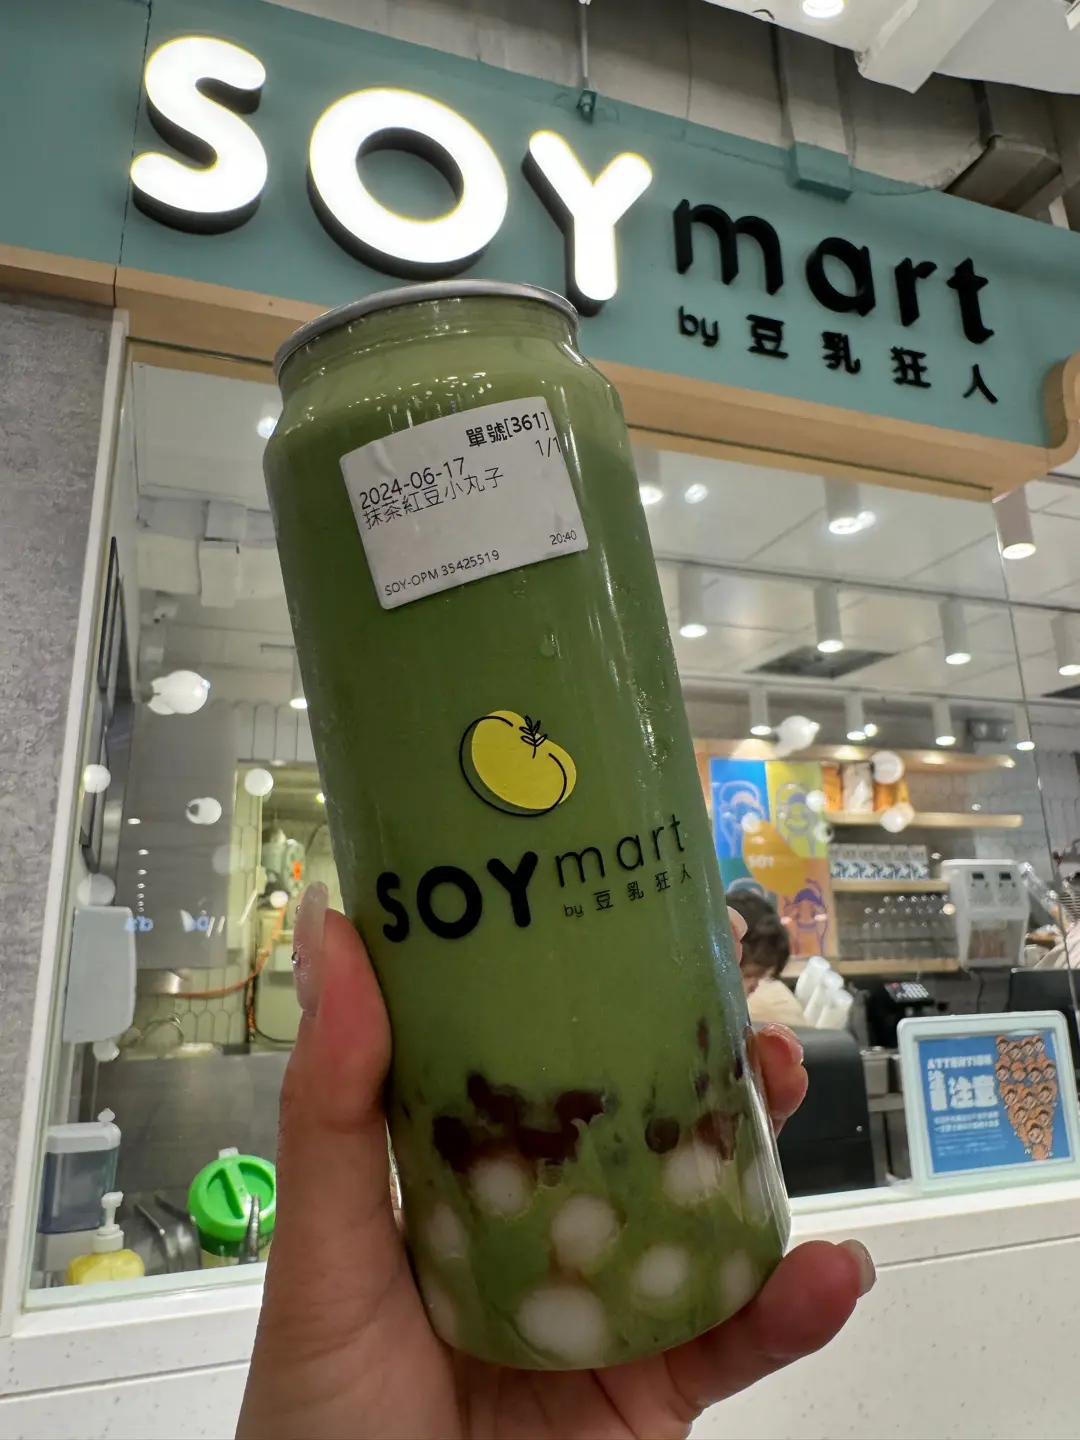 SOY mart
by 豆乳狂人
單號[361]
1/1
2024-06-17
抹茶紅豆小丸子
20:40
SOY-OPM 35425519
SOY mart
by 豆乳狂人
SOY
ATTENTION
注意